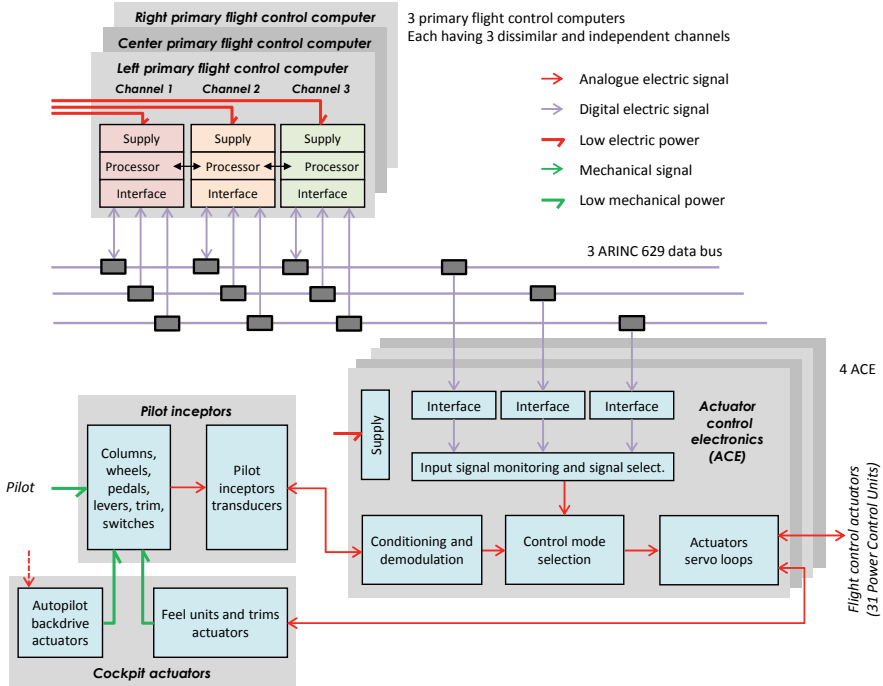 Right primary flight control computer
Center primary flight control computer
Left primary flight control computer
Channel 1
Channel 2
Channel 3
3 primary flight control computers
Each having 3 dissimilar and independent channels
Analogue electric signal
Digital electric signal
Low electric power
Mechanical signal
Low mechanical power
Supply
Supply
Supply
Processor
Processor
Processor
Interface
Interface
Interface
3 ARINC 629 data bus
4 ACE
Supply
Interface
Interface
Interface
Actuator
control
electronics
(ACE)
Input signal monitoring and signal select.
Pilot inceptors
Pilot
Columns,
wheels,
pedals,
levers, trim,
switches
Pilot
inceptors
transducers
Conditioning and
demodulation
Control mode
selection
Actuators
servo loops
Flight control actuators
(31 Power Control Units)
Autopilot
backdrive
actuators
Feel units and trims
actuators
Cockpit actuators